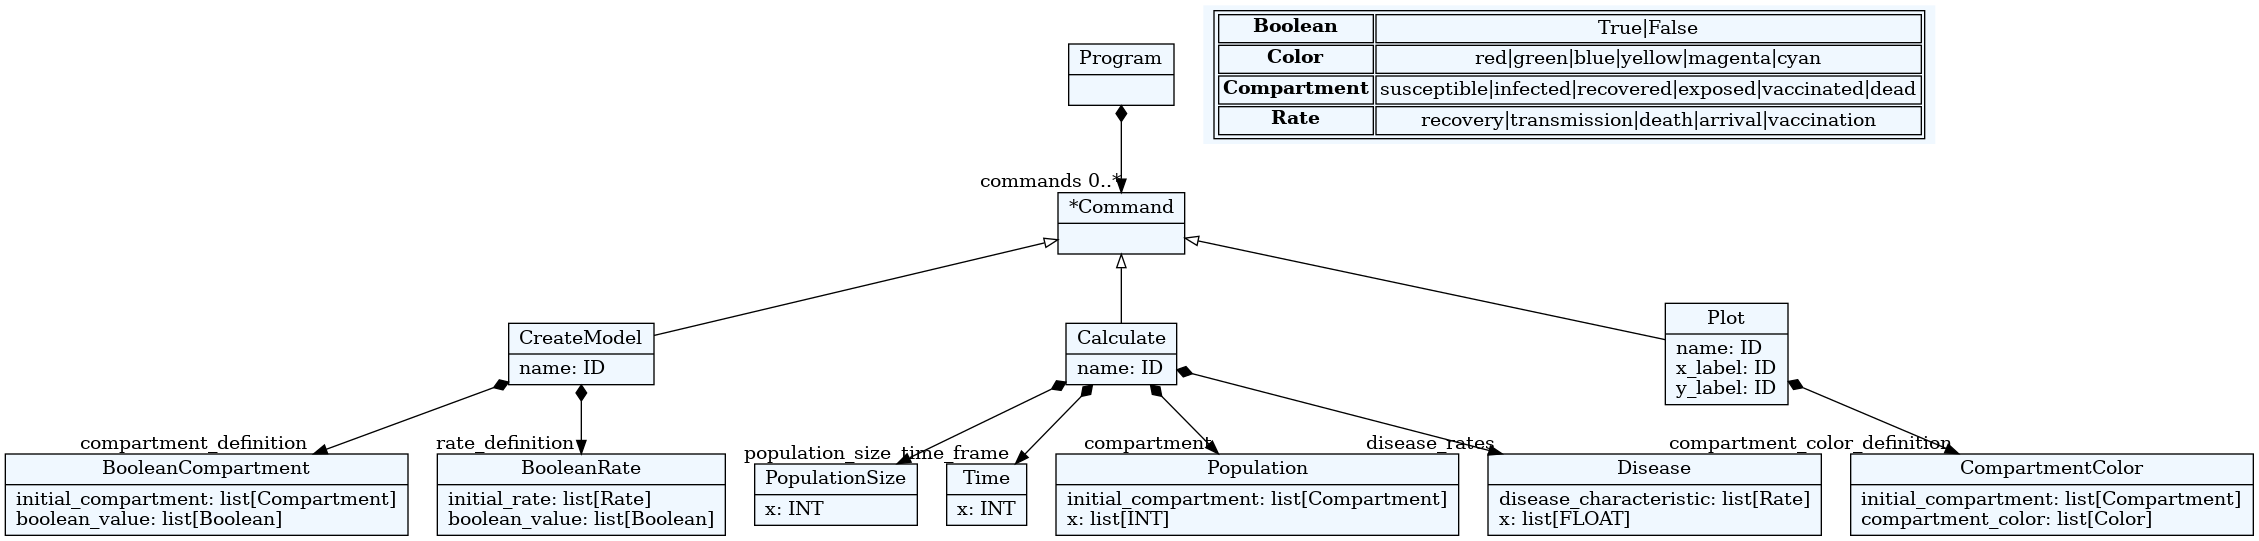 Program
Boolean True|False
Color red|green|blue|yellow|magenta|cyan
Compartment susceptible|infected|recovered|exposed|vaccinated|dead
Rate recovery|transmission|death|arrival|vaccination
commands 0..*
*Command
CreateModel
name: ID
Calculate
name: ID
Plot
name: ID
x_label: ID
y_label: ID
compartment_definition
BooleanCompartment
initial_compartment: list[Compartment]
boolean_value: list[Boolean]
rate_definition
BooleanRate
initial_rate: list[Rate]
boolean_value: list[Boolean]
population_size
PopulationSize
x: INT
time_frame
Time
x: INT
compartment
Population
initial_compartment: list[Compartment]
x: list[INT]
disease_rates
Disease
disease_characteristic: list[Rate]
x: list[FLOAT]
compartment_color_definition
CompartmentColor
initial_compartment: list[Compartment]
compartment_color: list[Color]